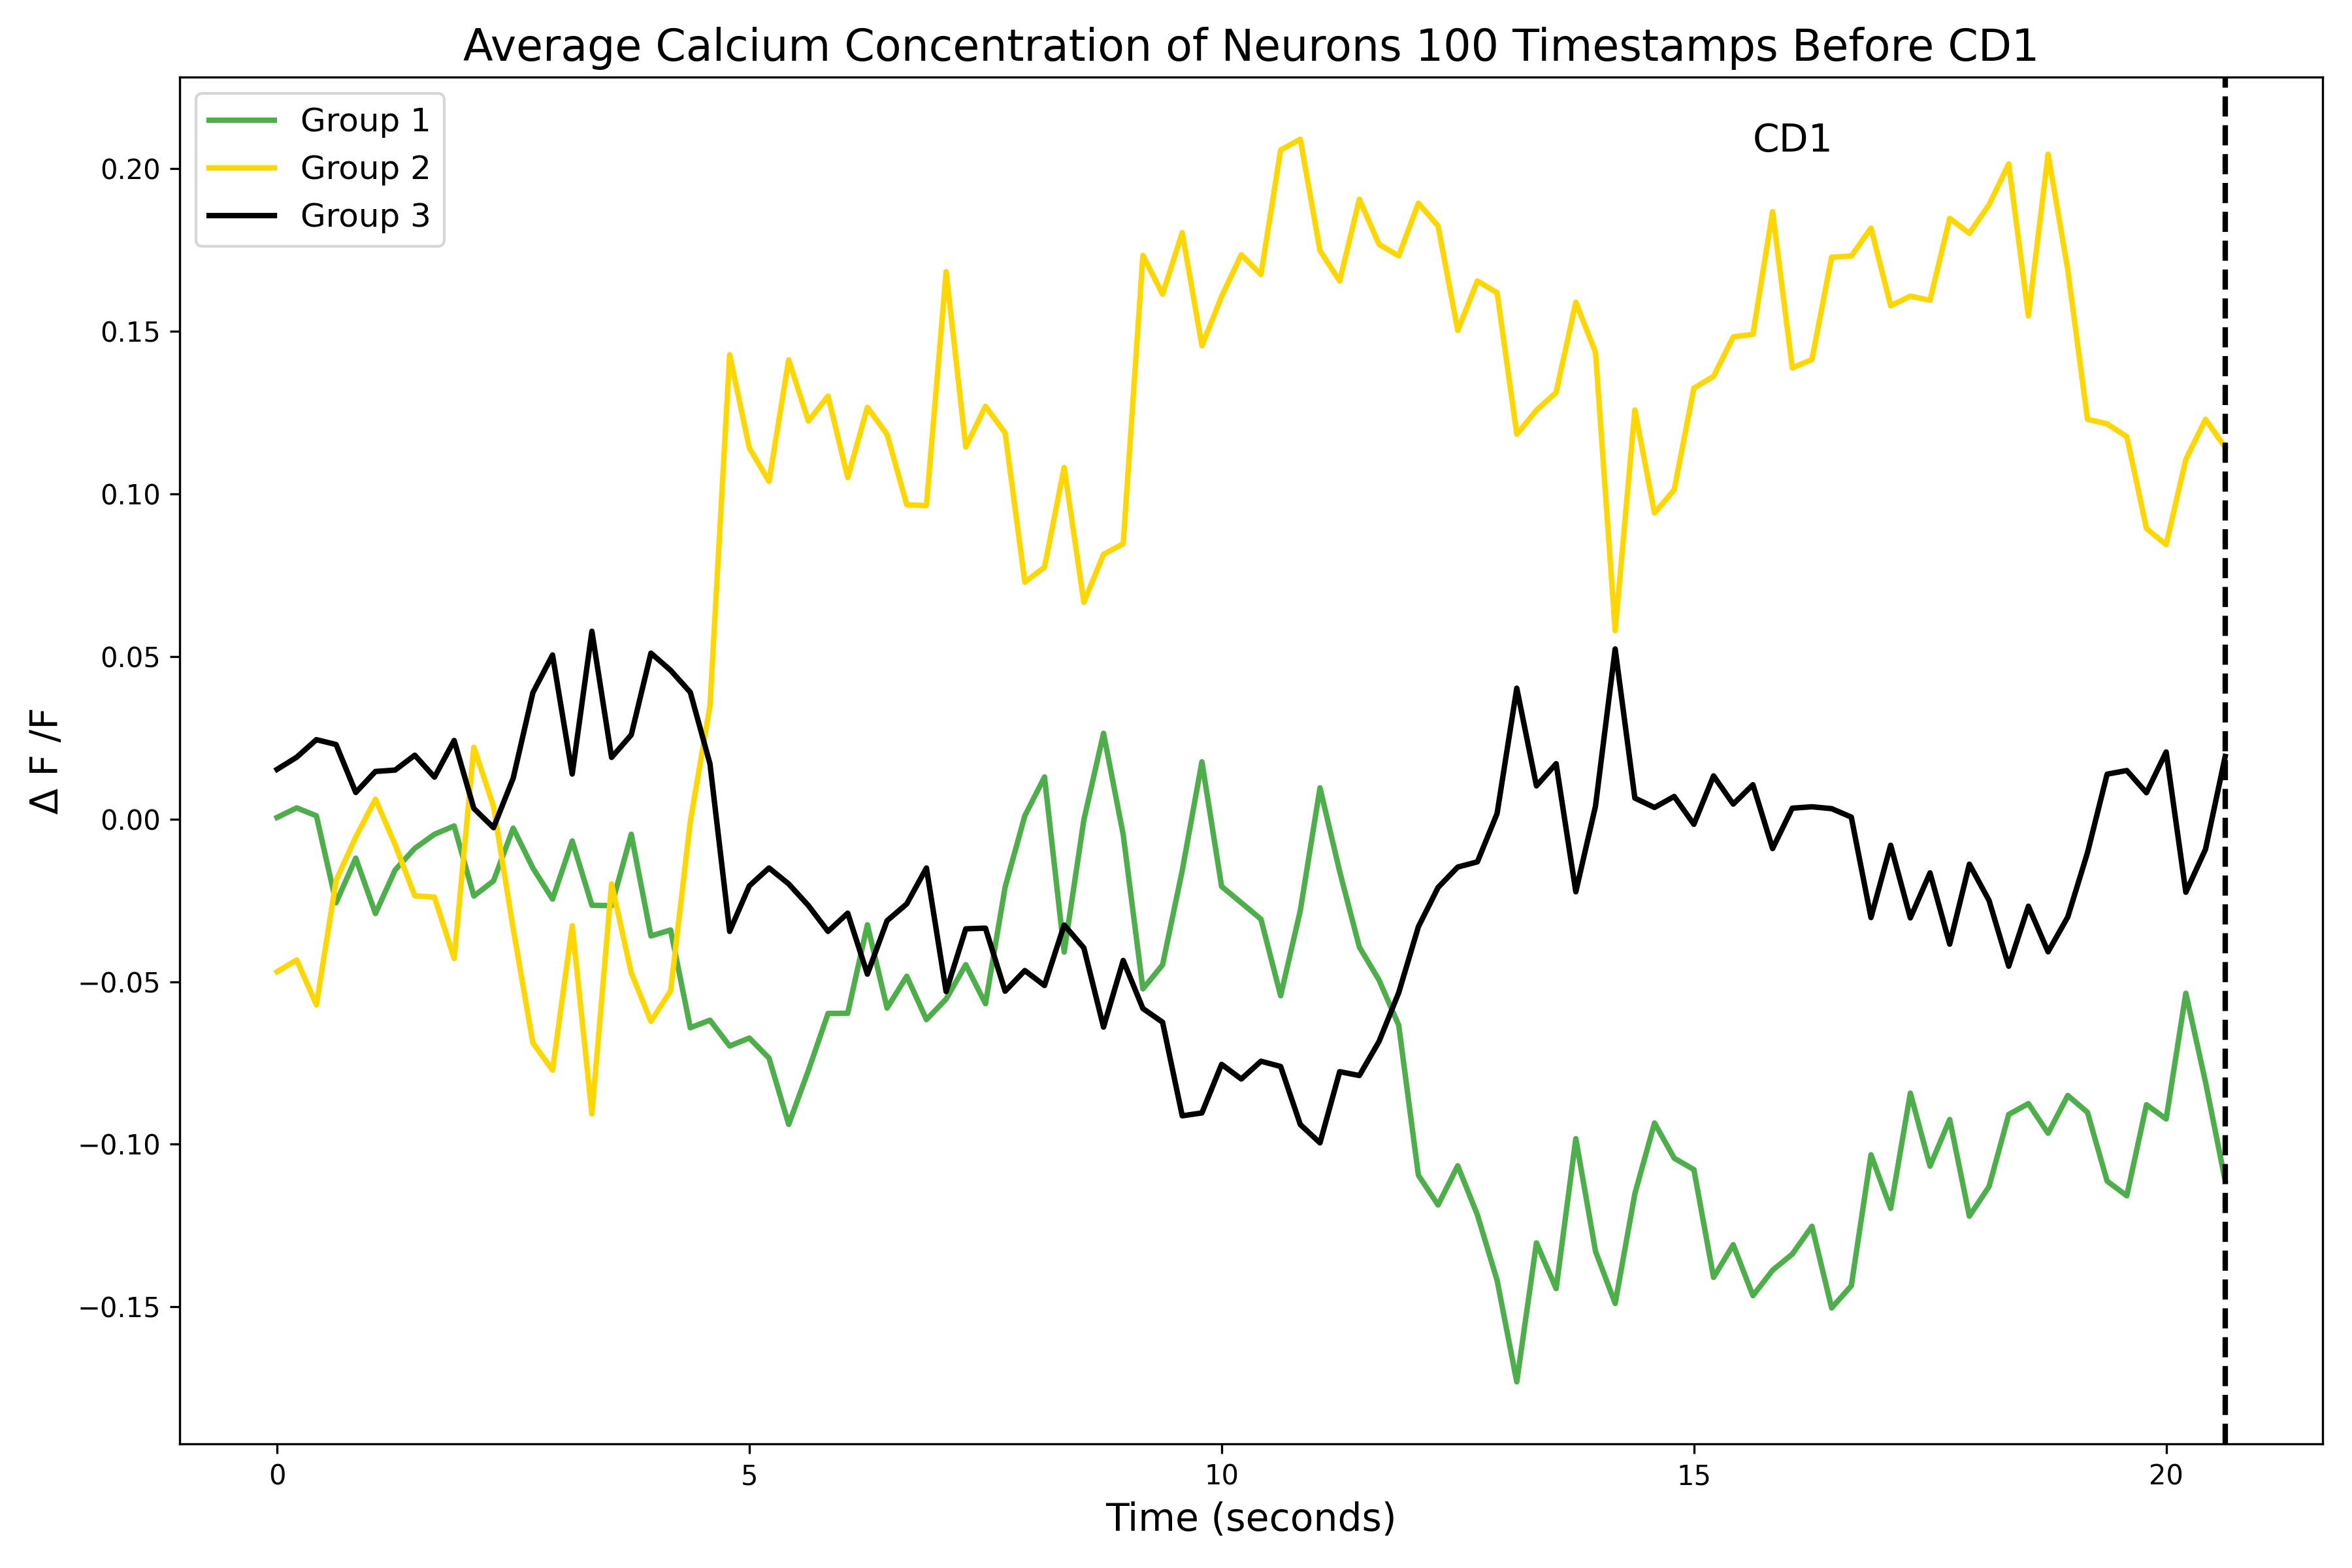 Average Calcium Concentration of Neurons 100 Timestamps Before CD1
Group 1
Group 2
Group 3
CD1
0.20
0.15
0.10
0.05
0.00
−0.05
−0.10
−0.15
Δ F /F
0 5 10 15 20
Time (seconds)